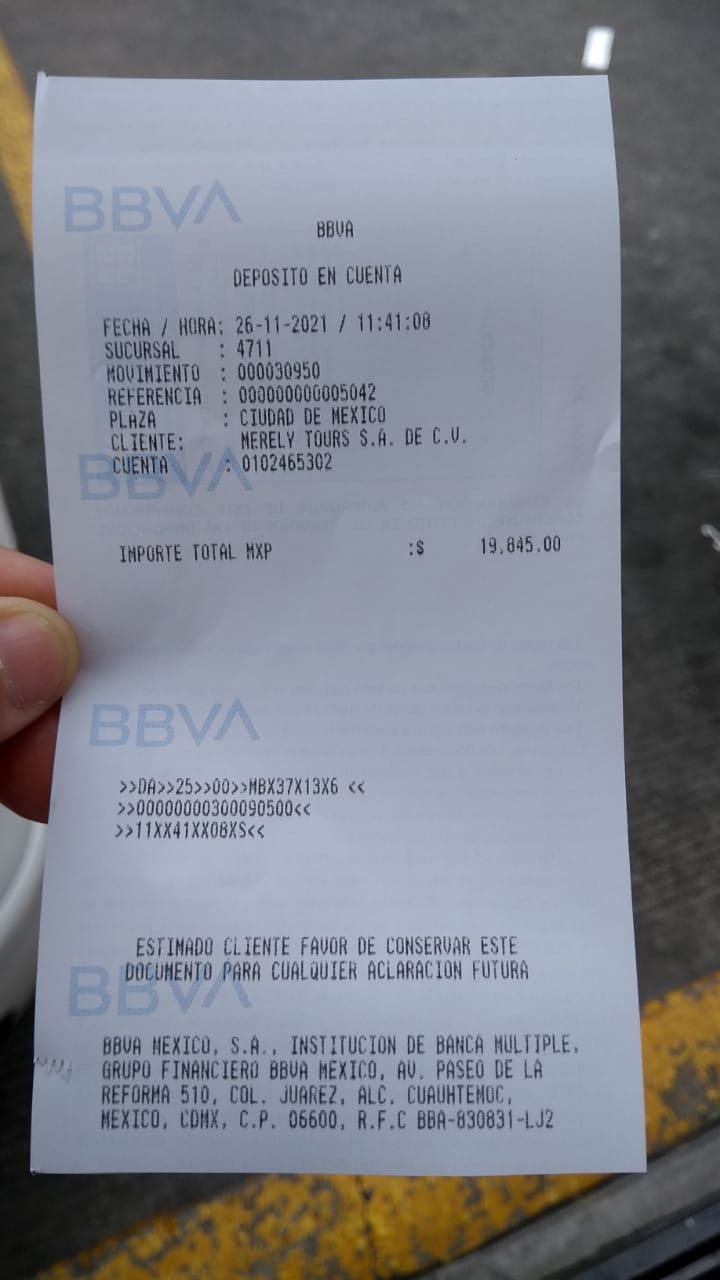 BBVA
BBVA
DEPOSITO EN CUENTA
FECHA / HORA: 26-11-2021 / 11:41:08
SUCURSAL : 4711
MOVIMIENTO : 000030950
REFERENCIA : 000000000005042
PLAZA : CIUDAD DE MEXICO
CLIENTE: MERELY TOURS S.A. DE C.V.
CUENTA : 0102465302
BBVA
IMPORTE TOTAL MXP :$ 19,845.00
BBVA
>>DA>>25>>00>>MBX37X13X6 <<
>>00000000300090500<<
>>11XX41XX08XS<<
ESTIMADO CLIENTE FAVOR DE CONSERVAR ESTE
DOCUMENTO PARA CUALQUIER ACLARACION FUTURA
BBVA
BBVA MEXICO, S.A., INSTITUCION DE BANCA MULTIPLE,
GRUPO FINANCIERO BBVA MEXICO, AV. PASEO DE LA
REFORMA 510, COL. JUAREZ, ALC. CUAUHTEMOC,
MEXICO, CDMX, C.P. 06600, R.F.C BBA-830831-LJ2